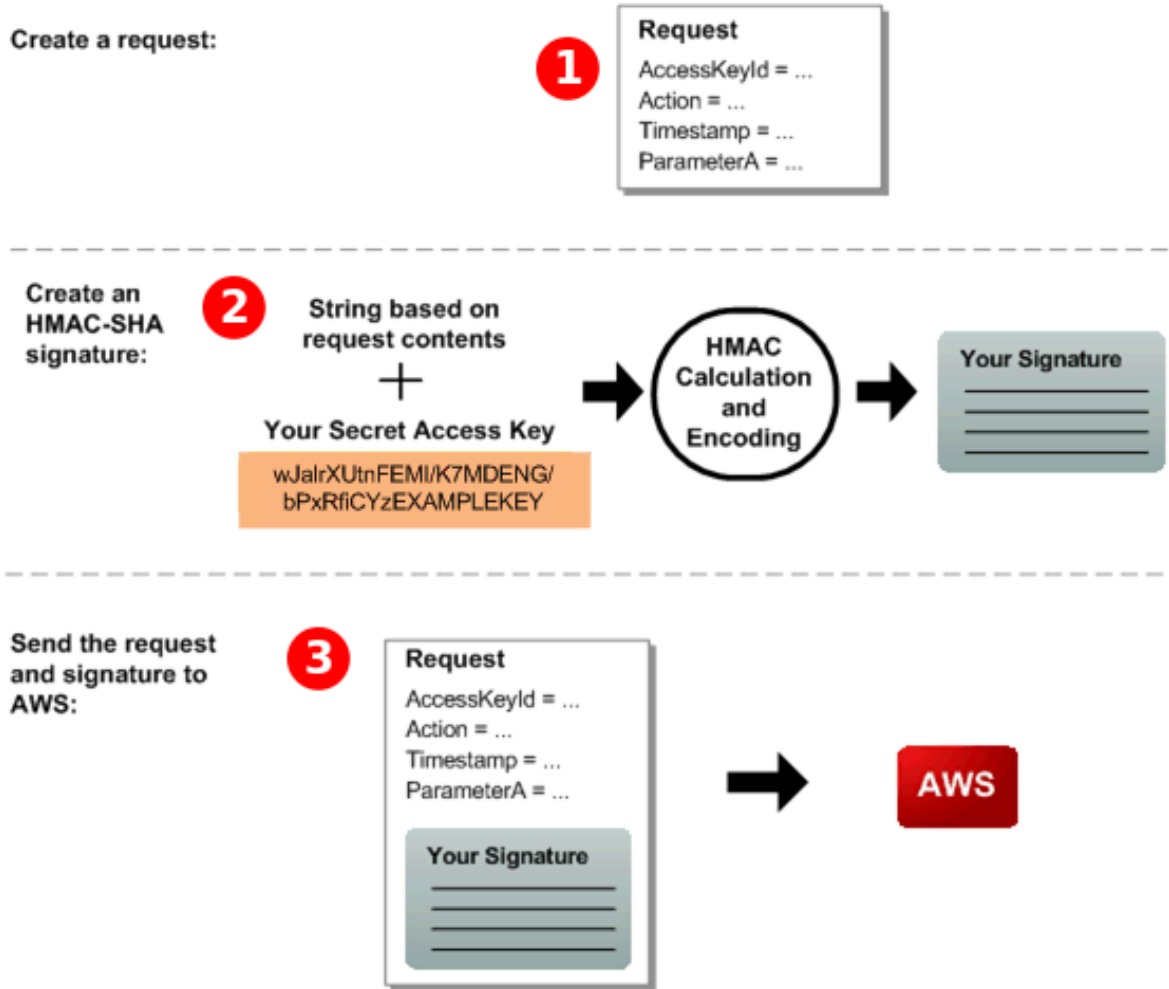 Create a request:
1
Request
AccessKeyId = ...
Action = ...
Timestamp = ...
ParameterA = ...
Create an
HMAC-SHA
signature:
2
String based on
request contents
+
Your Secret Access Key
wJalrXUtnFEMI/K7MDENG/
bPxRfiCYzEXAMPLEKEY
HMAC
Calculation
and
Encoding
Your Signature
Send the request
and signature to
AWS:
3
Request
AccessKeyId = ...
Action = ...
Timestamp = ...
ParameterA = ...
Your Signature
AWS